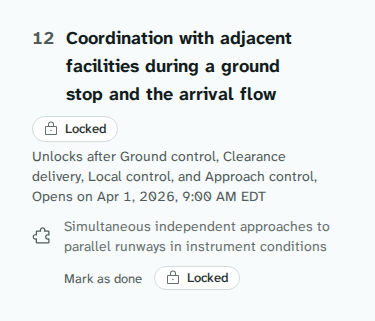 12 Coordination with adjacent
facilities during a ground
stop and the arrival flow
Locked
Unlocks after Ground control, Clearance
delivery, Local control, and Approach control,
Opens on Apr 1, 2026, 9:00 AM EDT
Simultaneous independent approaches to
parallel runways in instrument conditions
Mark as done Locked